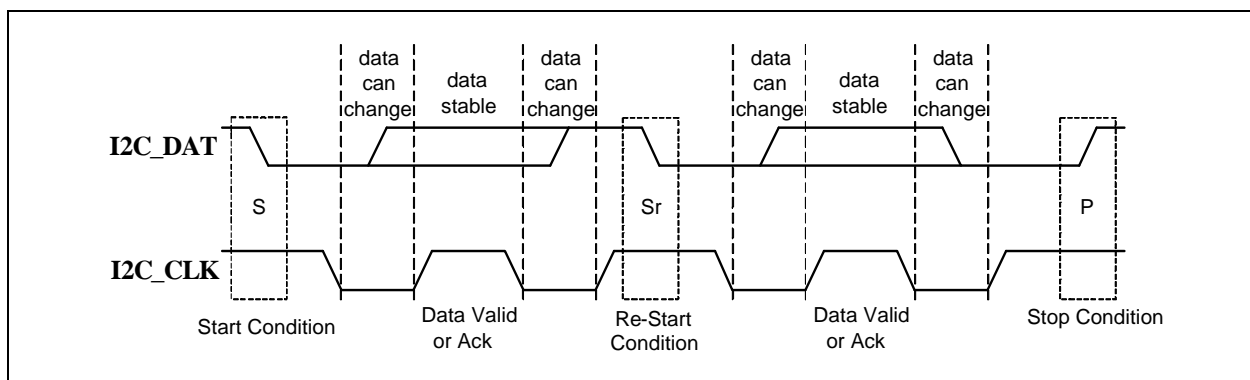 data
can
change
data
stable
data
can
change
data
can
change
data
stable
data
can
change
I2C_DAT
S
Sr
P
I2C_CLK
Start Condition
Data Valid
or Ack
Re-Start
Condition
Data Valid
or Ack
Stop Condition